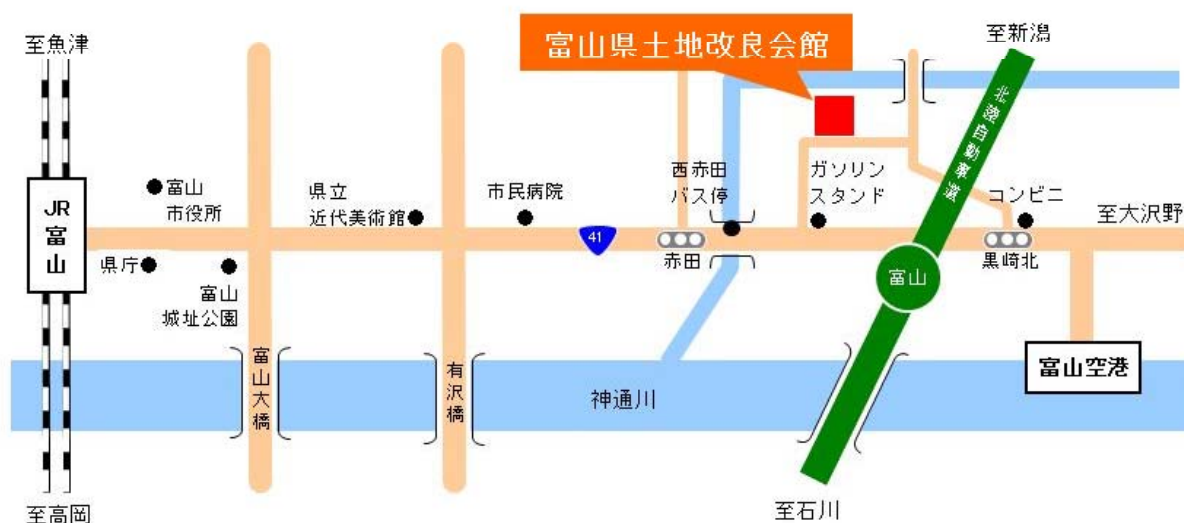 至魚津
富山県土地改良会館
至新潟
北陸自動車道
JR
富
山
富山
市役所
県立
近代美術館
市民病院
西赤田
バス停
ガソリン
スタンド
コンビニ
至大沢野
41
赤田
黒崎北
県庁
富山
城址公園
富山
富山大橋
有沢橋
神通川
富山空港
至高岡
至石川